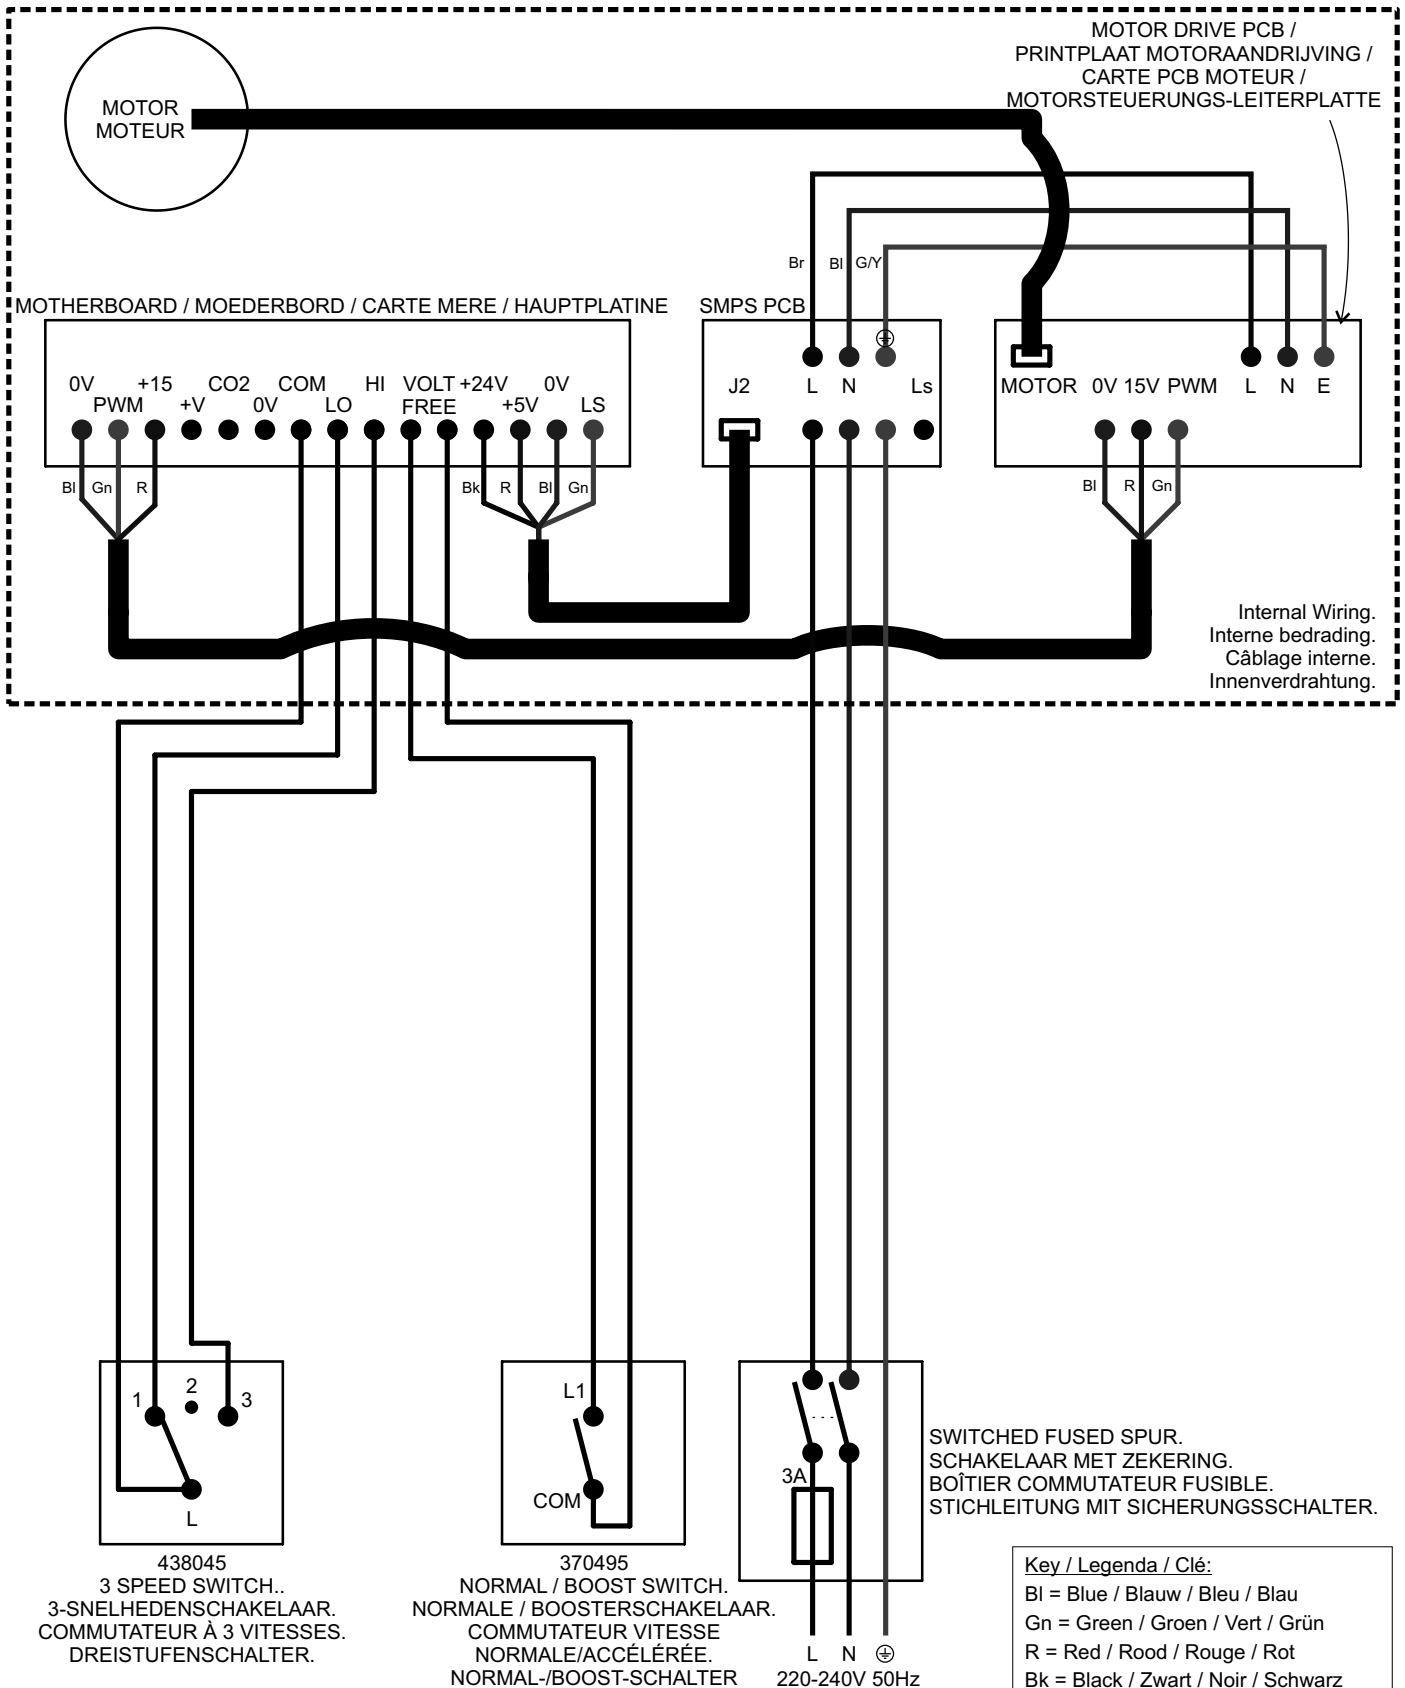 MOTOR DRIVE PCB /
PRINTPLAAT MOTORAANDRIJVING /
CARTE PCB MOTEUR /
MOTORSTEUERUNGS-LEITERPLATTE
MOTOR
MOTEUR
Br
Bl
G/Y
MOTHERBOARD / MOEDERBORD / CARTE MERE / HAUPTPLATINE
0V
PWM
+15
+V
CO2
0V
COM
LO
HI
VOLT
FREE
+24V
+5V
0V
LS
Bl
Gn
R
Bk
R
Bl
Gn
SMPS PCB
J2
L
N
Ls
MOTOR
0V
15V
PWM
L
N
E
Bl
R
Gn
Internal Wiring.
Interne bedrading.
Câblage interne.
Innenverdrahtung.
1
2
3
L
438045
3 SPEED SWITCH..
3-SNELHEDENSCHAKELAAR.
COMMUTATEUR À 3 VITESSES.
DREISTUFENSCHALTER.
L1
COM
370495
NORMAL / BOOST SWITCH.
NORMALE / BOOSTERSCHAKELAAR.
COMMUTATEUR VITESSE
NORMALE/ACCÉLÉRÉE.
NORMAL-/BOOST-SCHALTER
3A
SWITCHED FUSED SPUR.
SCHAKELAAR MET ZEKERING.
BOÎTIER COMMUTATEUR FUSIBLE.
STICHLEITUNG MIT SICHERUNGSSCHALTER.
L
N
220-240V 50Hz
Key / Legenda / Clé:
Bl = Blue / Blauw / Bleu / Blau
Gn = Green / Groen / Vert / Grün
R = Red / Rood / Rouge / Rot
Bk = Black / Zwart / Noir / Schwarz